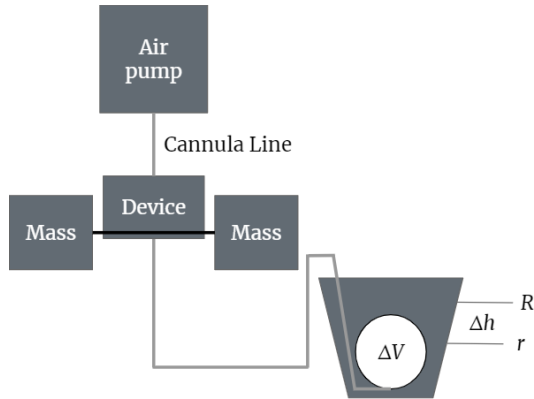 Air
pump
Cannula Line
Device
Mass
Mass
R
Δh
r
ΔV